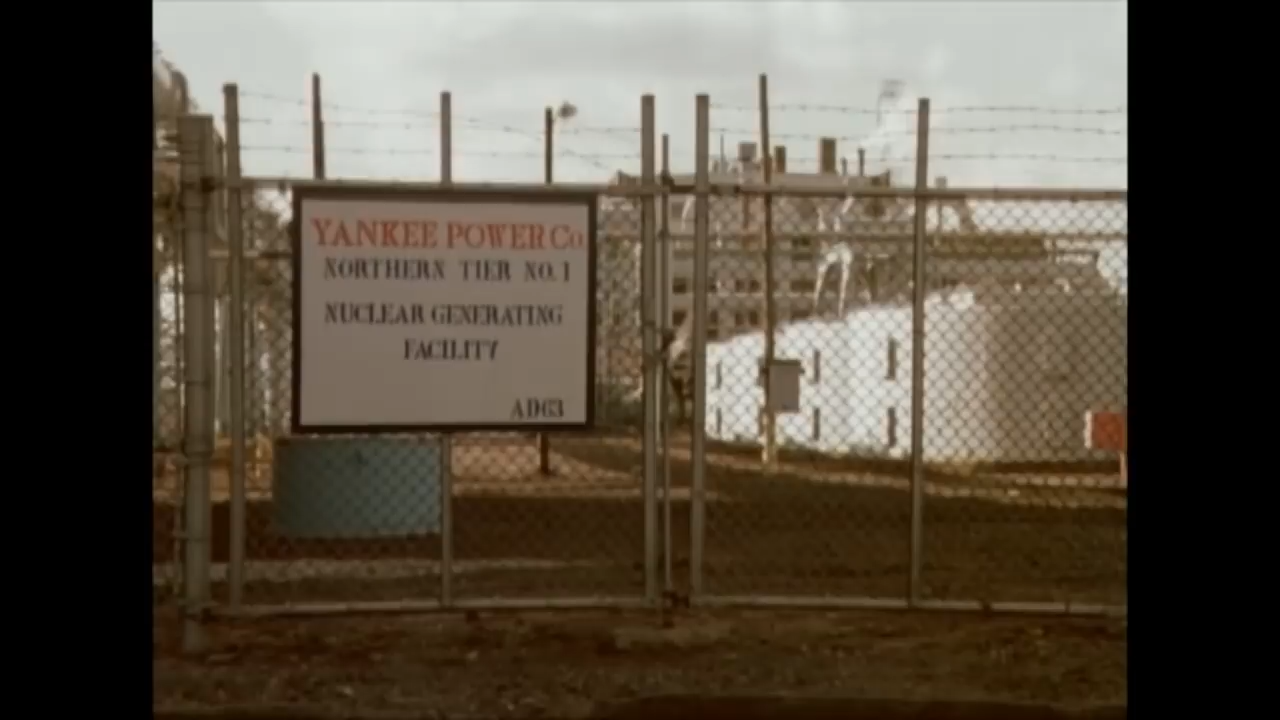 YANKEE POWER Co
NORTHERN TIER NO. 1
NUCLEAR GENERATING
FACILITY
AD63